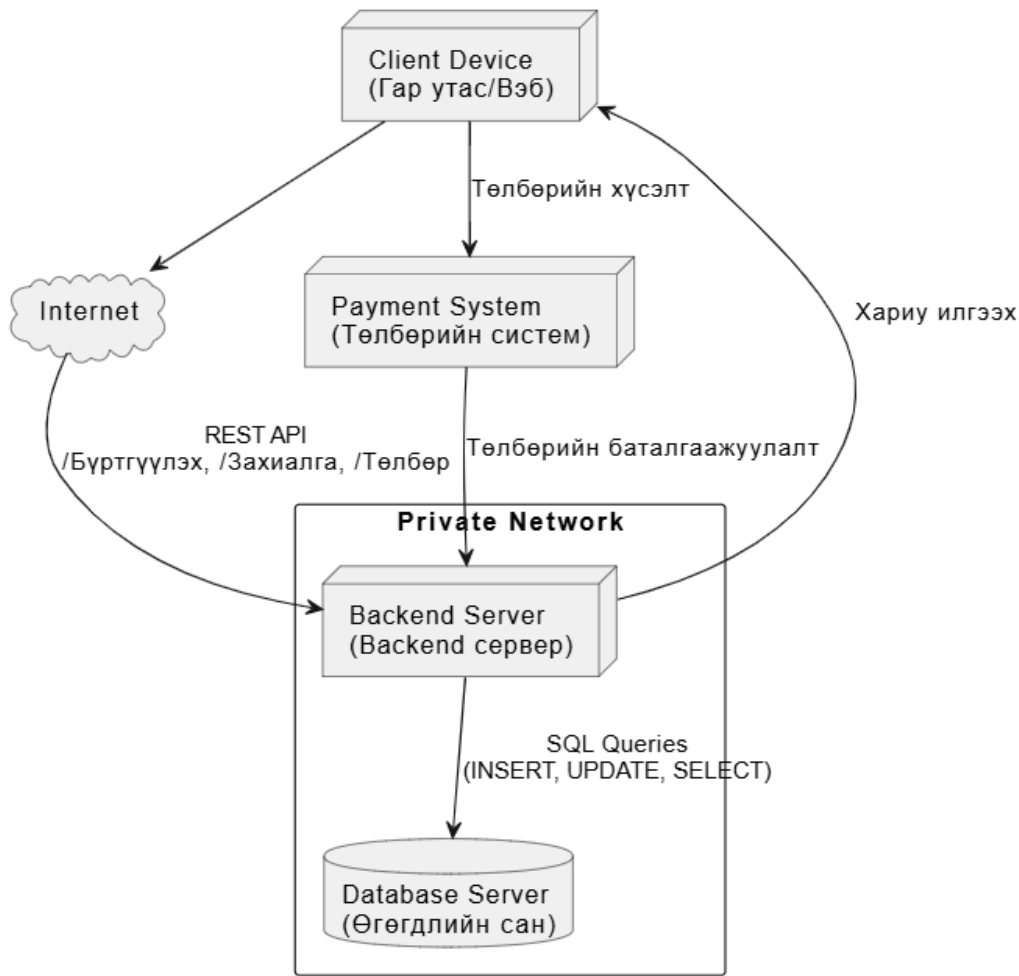 Client Device
(Гар утас/Вэб)
Төлбөрийн хүсэлт
Internet
Payment System
(Төлбөрийн систем)
Хариу илгээх
REST API
/Бүртгүүлэх, /Захиалга, /Төлбөр
Төлбөрийн баталгаажуулалт
Private Network
Backend Server
(Backend сервер)
SQL Queries
(INSERT, UPDATE, SELECT)
Database Server
(Өгөгдлийн сан)